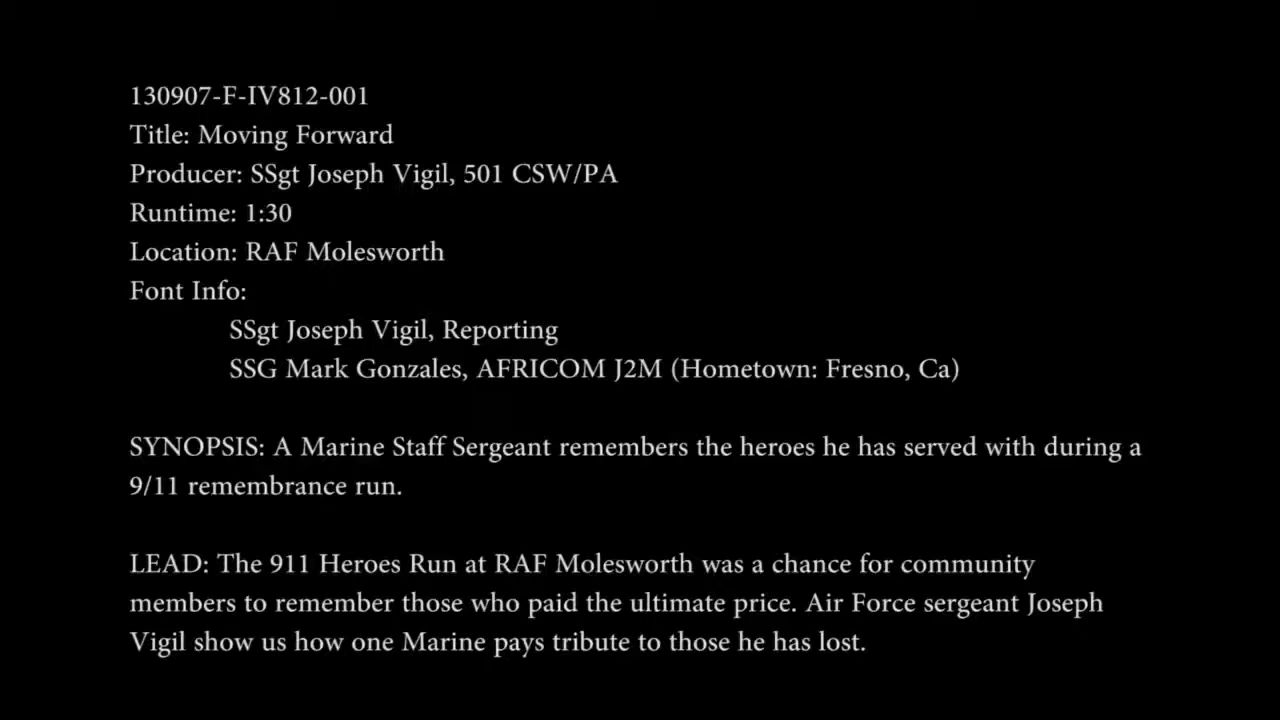 130907-F-IV812-001
Title: Moving Forward
Producer: SSgt Joseph Vigil, 501 CSW/PA
Runtime: 1:30
Location: RAF Molesworth
Font Info:
SSgt Joseph Vigil, Reporting
SSG Mark Gonzales, AFRICOM J2M (Hometown: Fresno, Ca)
SYNOPSIS: A Marine Staff Sergeant remembers the heroes he has served with during a
9/11 remembrance run.
LEAD: The 911 Heroes Run at RAF Molesworth was a chance for community
members to remember those who paid the ultimate price. Air Force sergeant Joseph
Vigil show us how one Marine pays tribute to those he has lost.